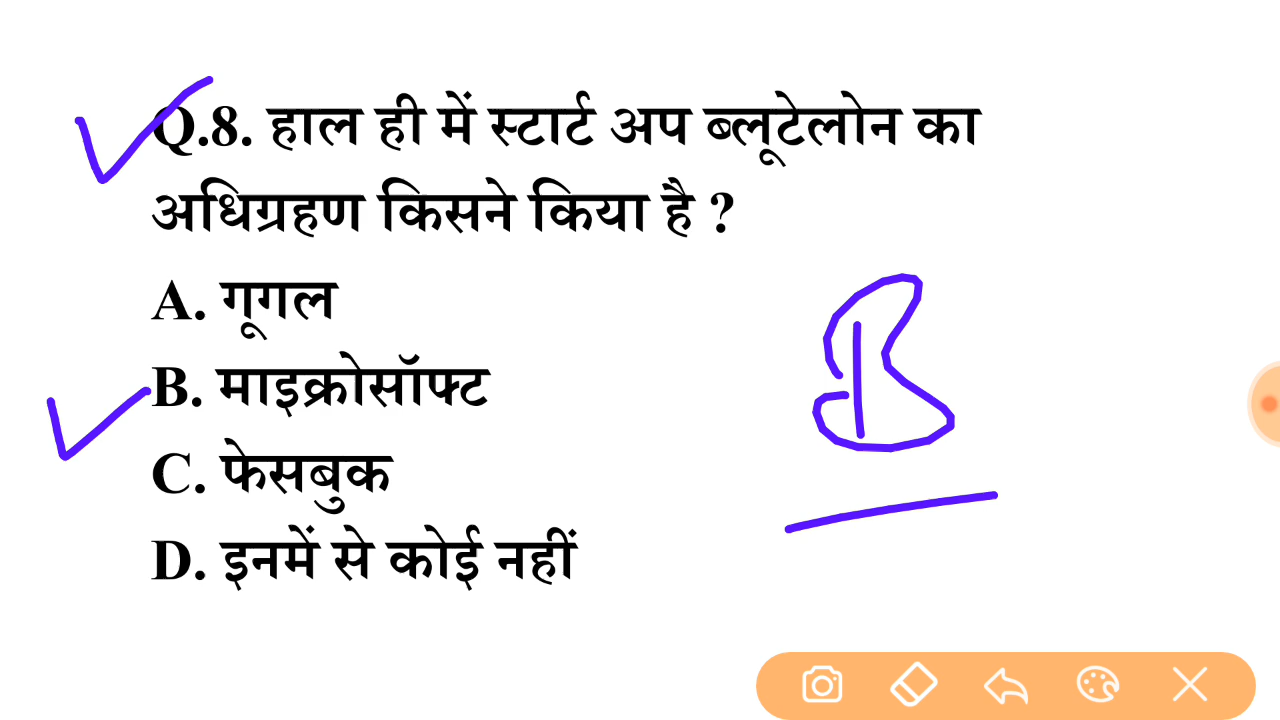 Q.8. हाल ही में स्टार्ट अप ब्लूटेलोन का
अधिग्रहण किसने किया है ?
A. गूगल
B. माइक्रोसॉफ्ट
B
C. फेसबुक
D. इनमें से कोई नहीं